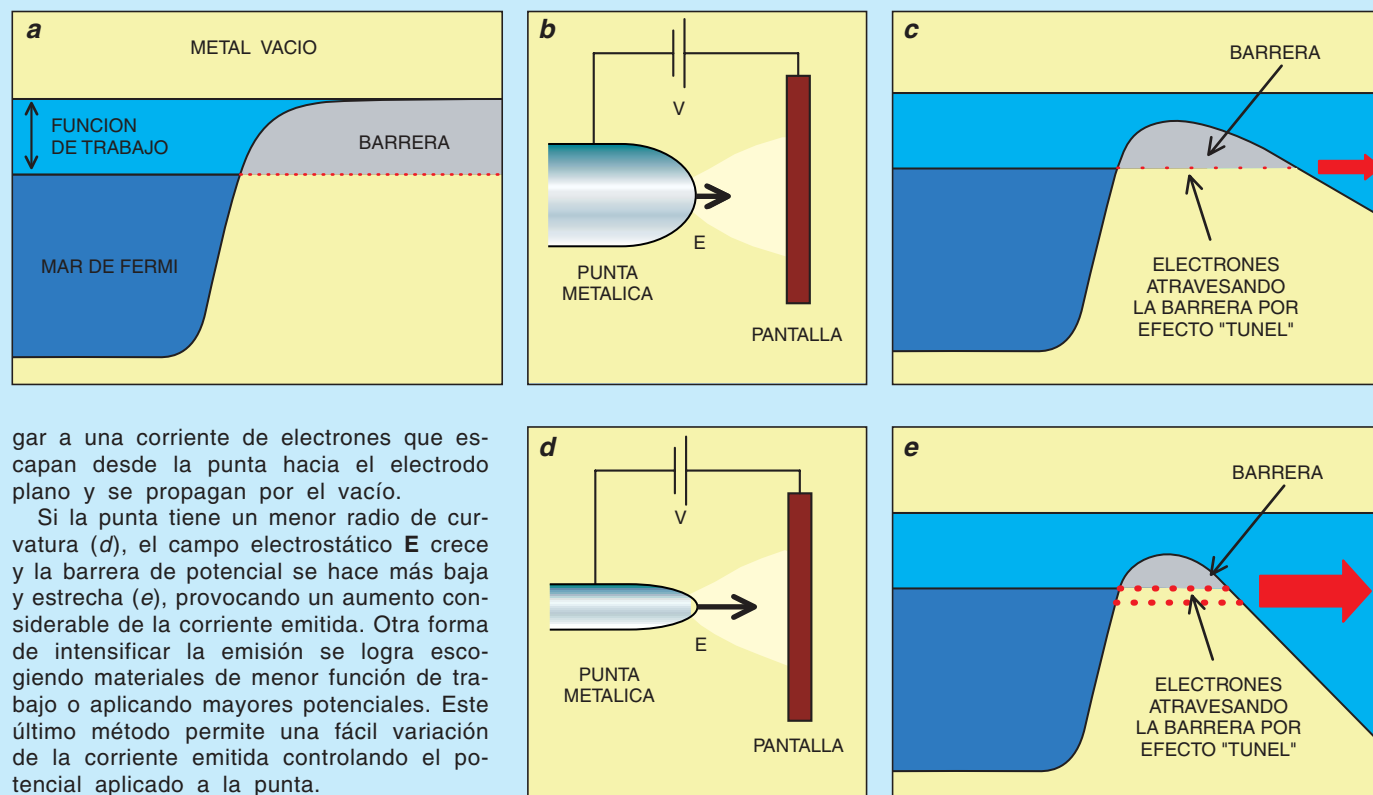 a
METAL VACIO
FUNCION
DE TRABAJO
BARRERA
MAR DE FERMI
b
V
E
PUNTA
METALICA
PANTALLA
c
BARRERA
ELECTRONES
ATRAVESANDO
LA BARRERA POR
EFECTO "TUNEL"
gar a una corriente de electrones que es-
capan desde la punta hacia el electrodo
plano y se propagan por el vacío.
Si la punta tiene un menor radio de cur-
vatura (d), el campo electrostático E crece
y la barrera de potencial se hace más baja
y estrecha (e), provocando un aumento con-
siderable de la corriente emitida. Otra forma
de intensificar la emisión se logra esco-
giendo materiales de menor función de tra-
bajo o aplicando mayores potenciales. Este
último método permite una fácil variación
de la corriente emitida controlando el po-
tencial aplicado a la punta.
d
V
E
PUNTA
METALICA
PANTALLA
e
BARRERA
ELECTRONES
ATRAVESANDO
LA BARRERA POR
EFECTO "TUNEL"